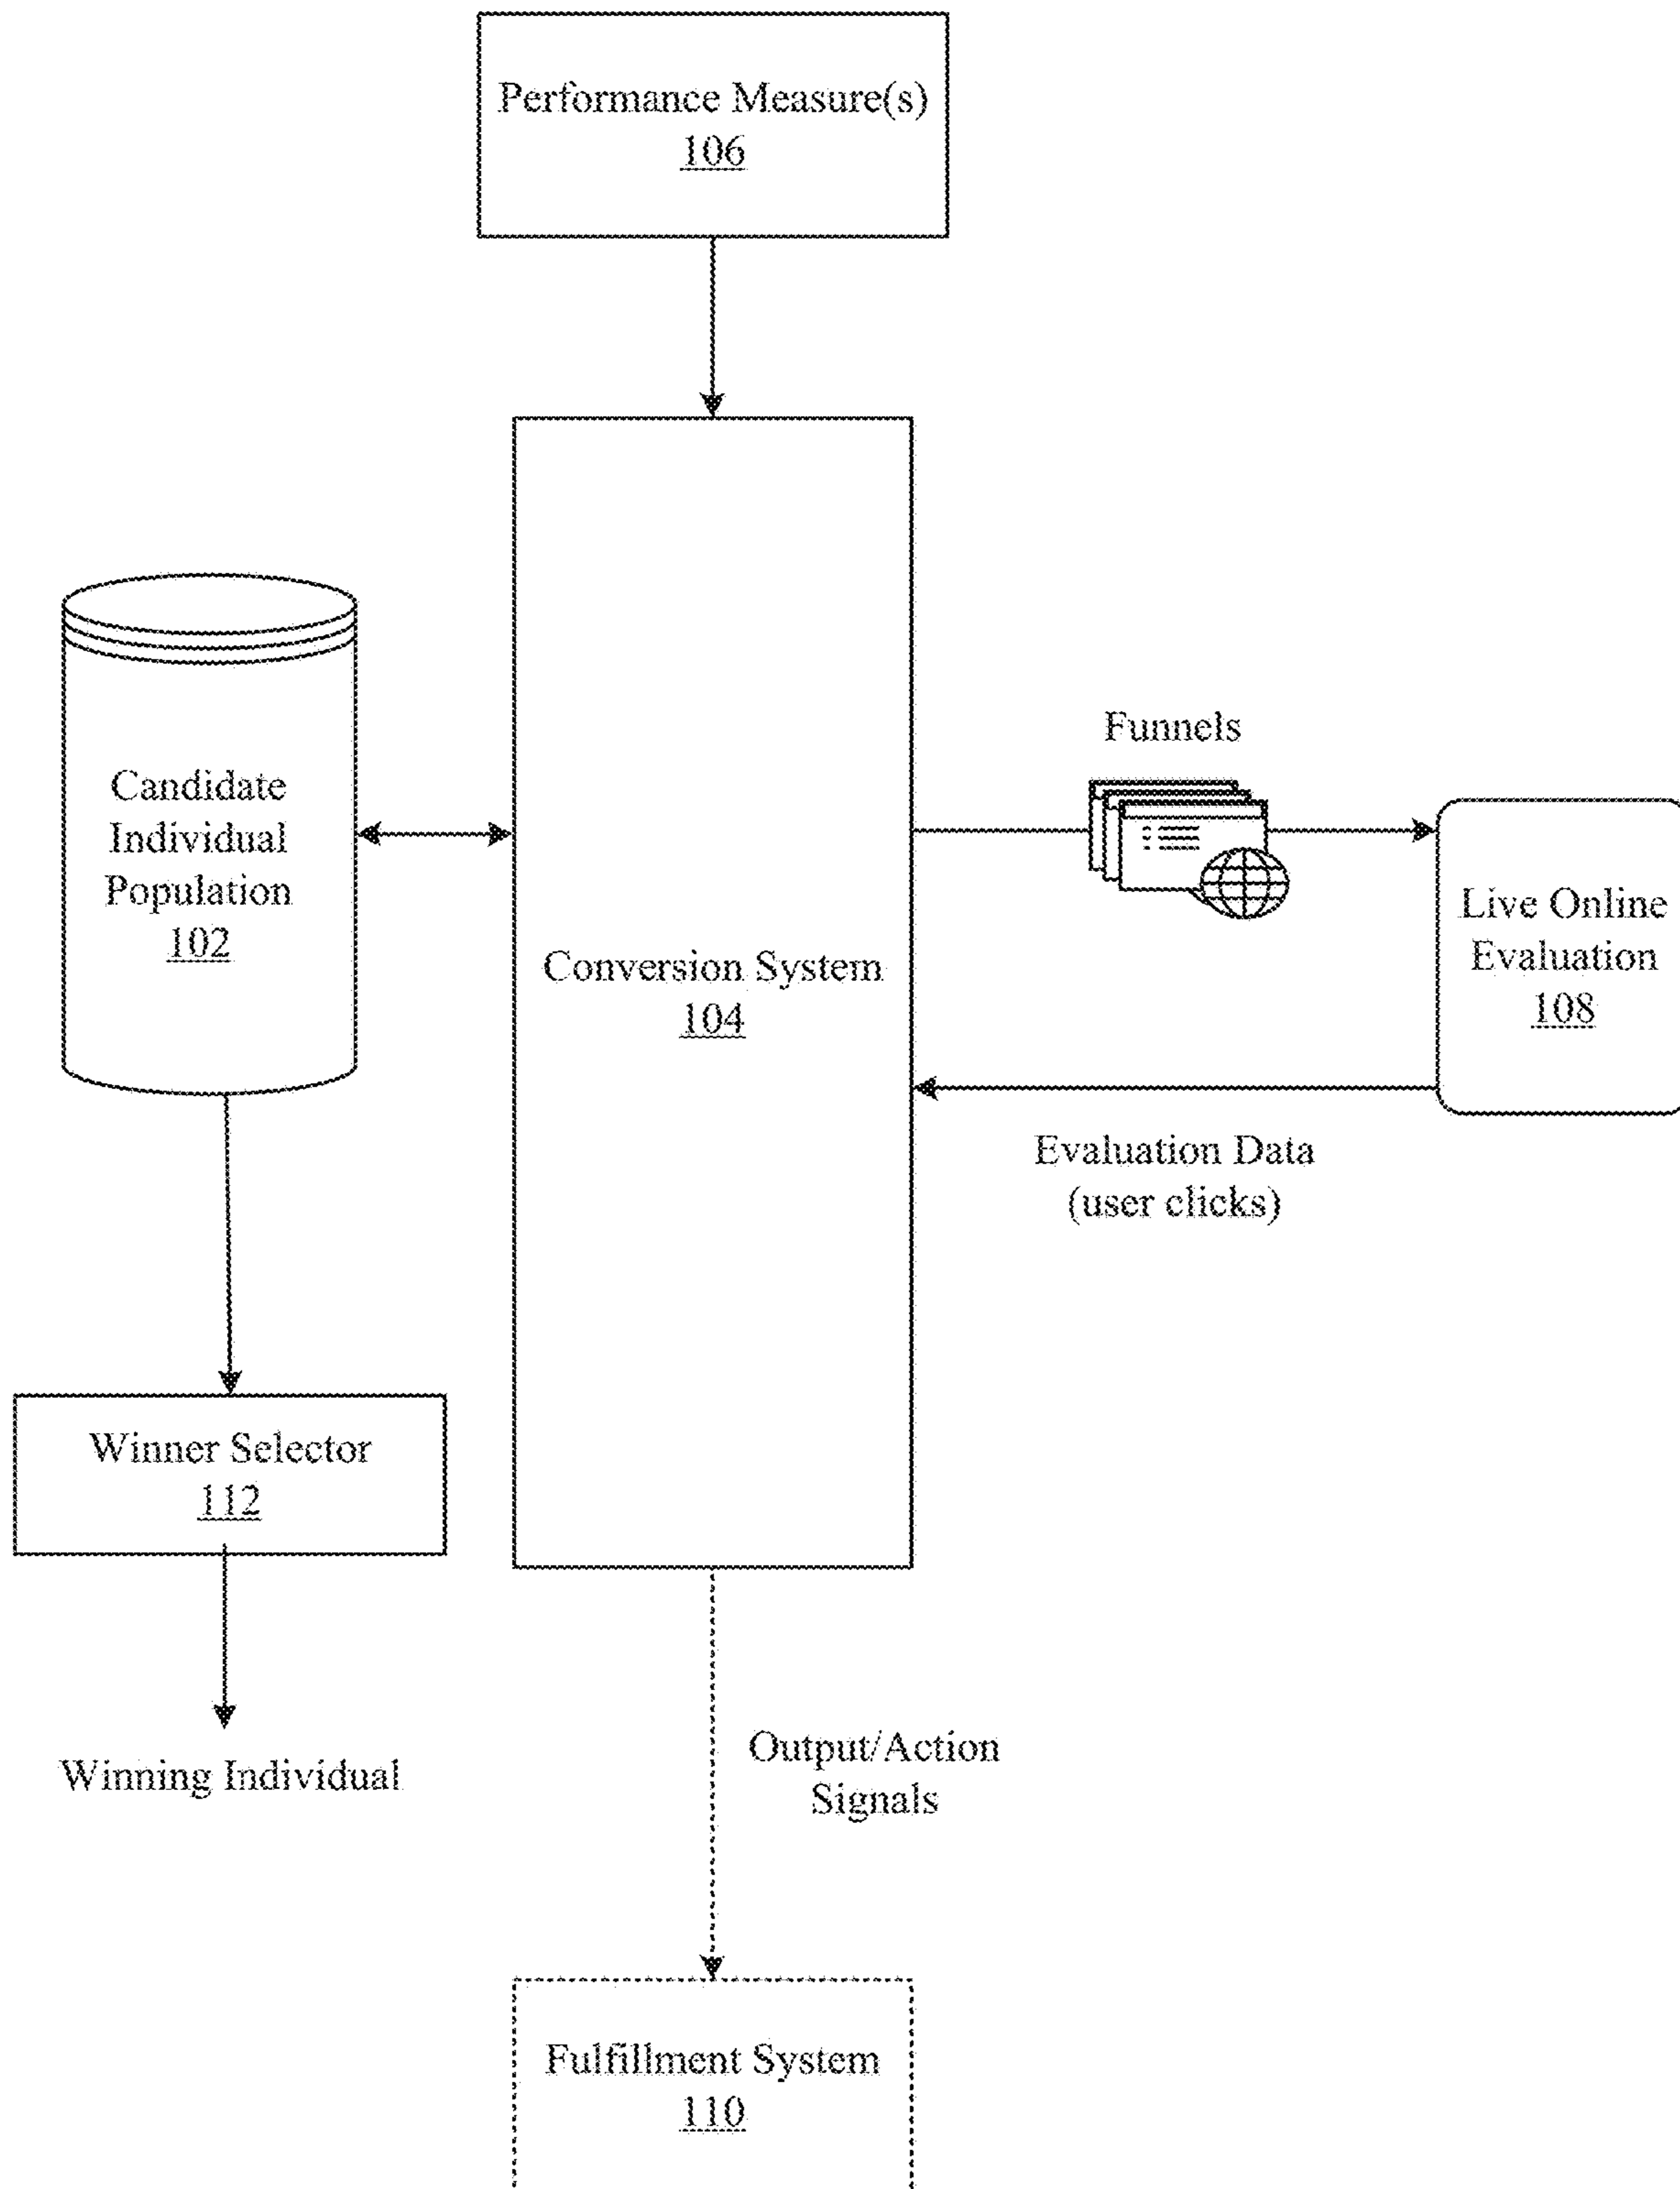 Performance Measure(s)
106
Funnels
Candidate
Individual
Population
102
Conversion System
104
Live Online
Evaluation
108
Evaluation Data
(user clicks)
Winner Selector
112
Winning Individual
Output/Action
Signals
Fulfillment System
110